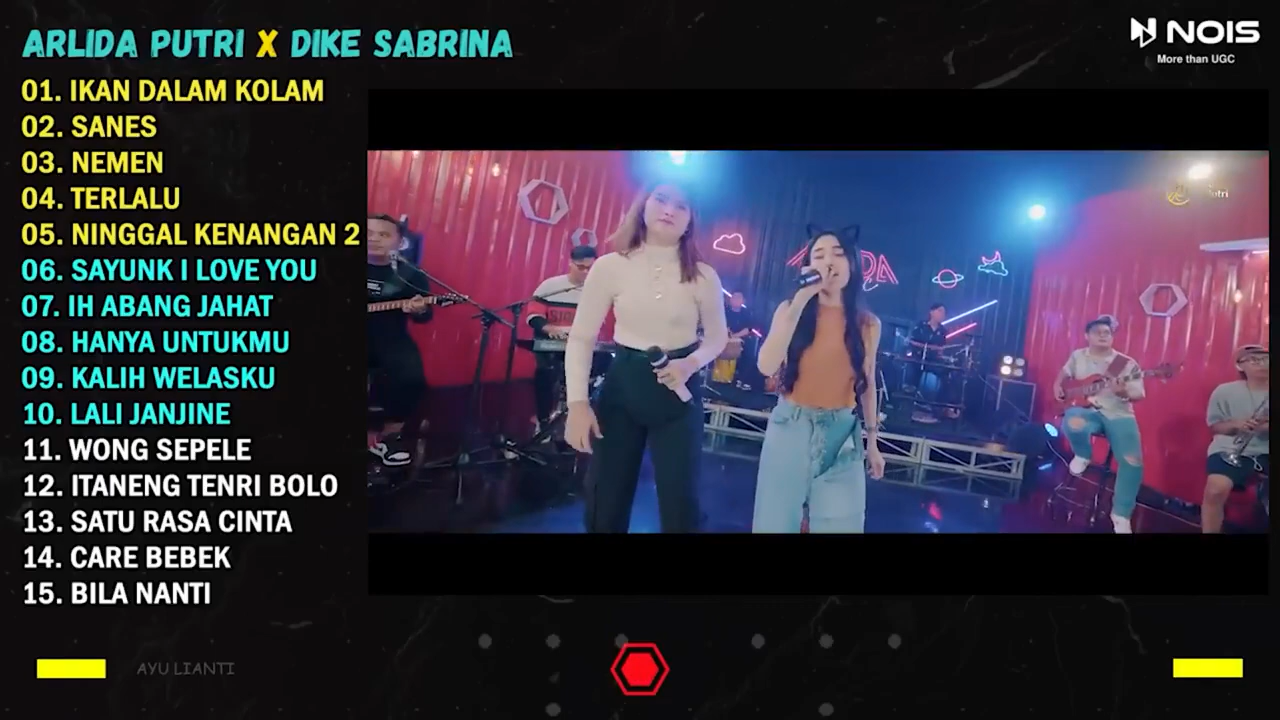 ARLIDA PUTRI X DIKE SABRINA
NOIS
More than UGC
01. IKAN DALAM KOLAM
02. SANES
03. NEMEN
04. TERLALU
05. NINGGAL KENANGAN 2
06. SAYUNK I LOVE YOU
07. IH ABANG JAHAT
08. HANYA UNTUKMU
09. KALIH WELASKU
10. LALI JANJINE
11. WONG SEPELE
12. ITANENG TENRI BOLO
13. SATU RASA CINTA
14. CARE BEBEK
15. BILA NANTI
AYU LIANTI